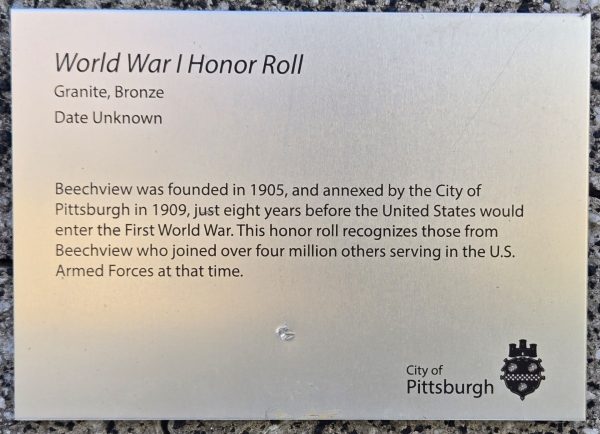 World War I Honor Roll
Granite, Bronze
Date Unknown
Beechview was founded in 1905, and annexed by the City of
Pittsburgh in 1909, just eight years before the United States would
enter the First World War. This honor roll recognizes those from
Beechview who joined over four million others serving in the U.S.
Armed Forces at that time.
City of
Pittsburgh